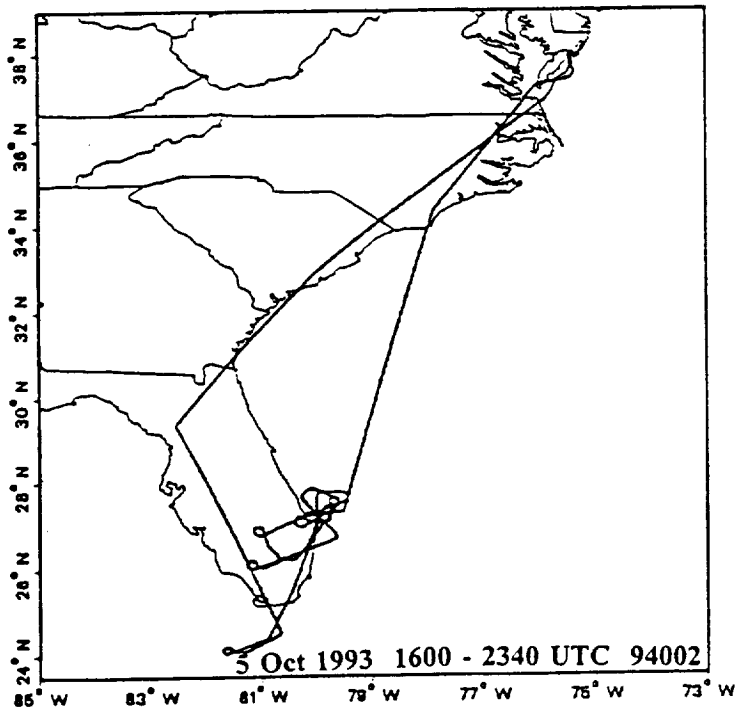 38° N
36° N
34° N
32° N
30° N
28° N
26° N
24° N
5 Oct 1993 1600 - 2340 UTC 94002
85° W
83° W
81° W
79° W
77° W
75° W
73° W